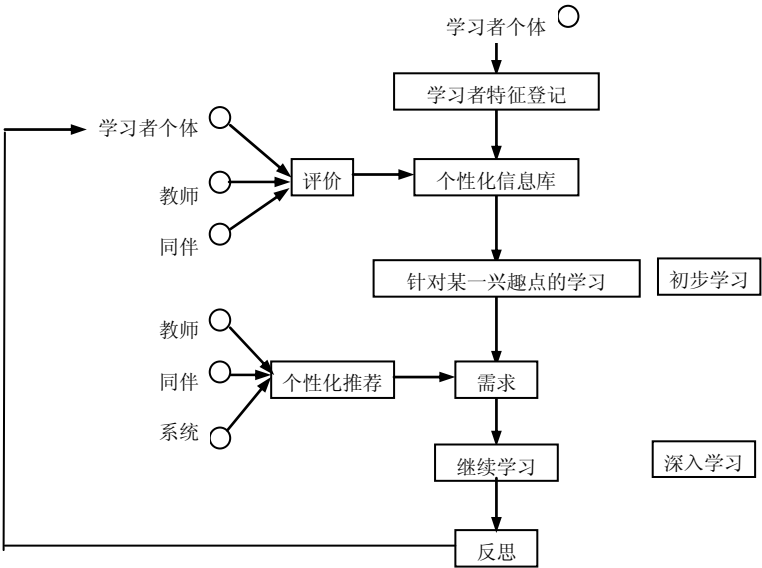 学习者个体
学习者特征登记
学习者个体
评价
个性化信息库
教师
同伴
针对某一兴趣点的学习
初步学习
教师
同伴
个性化推荐
需求
系统
继续学习
深入学习
反思